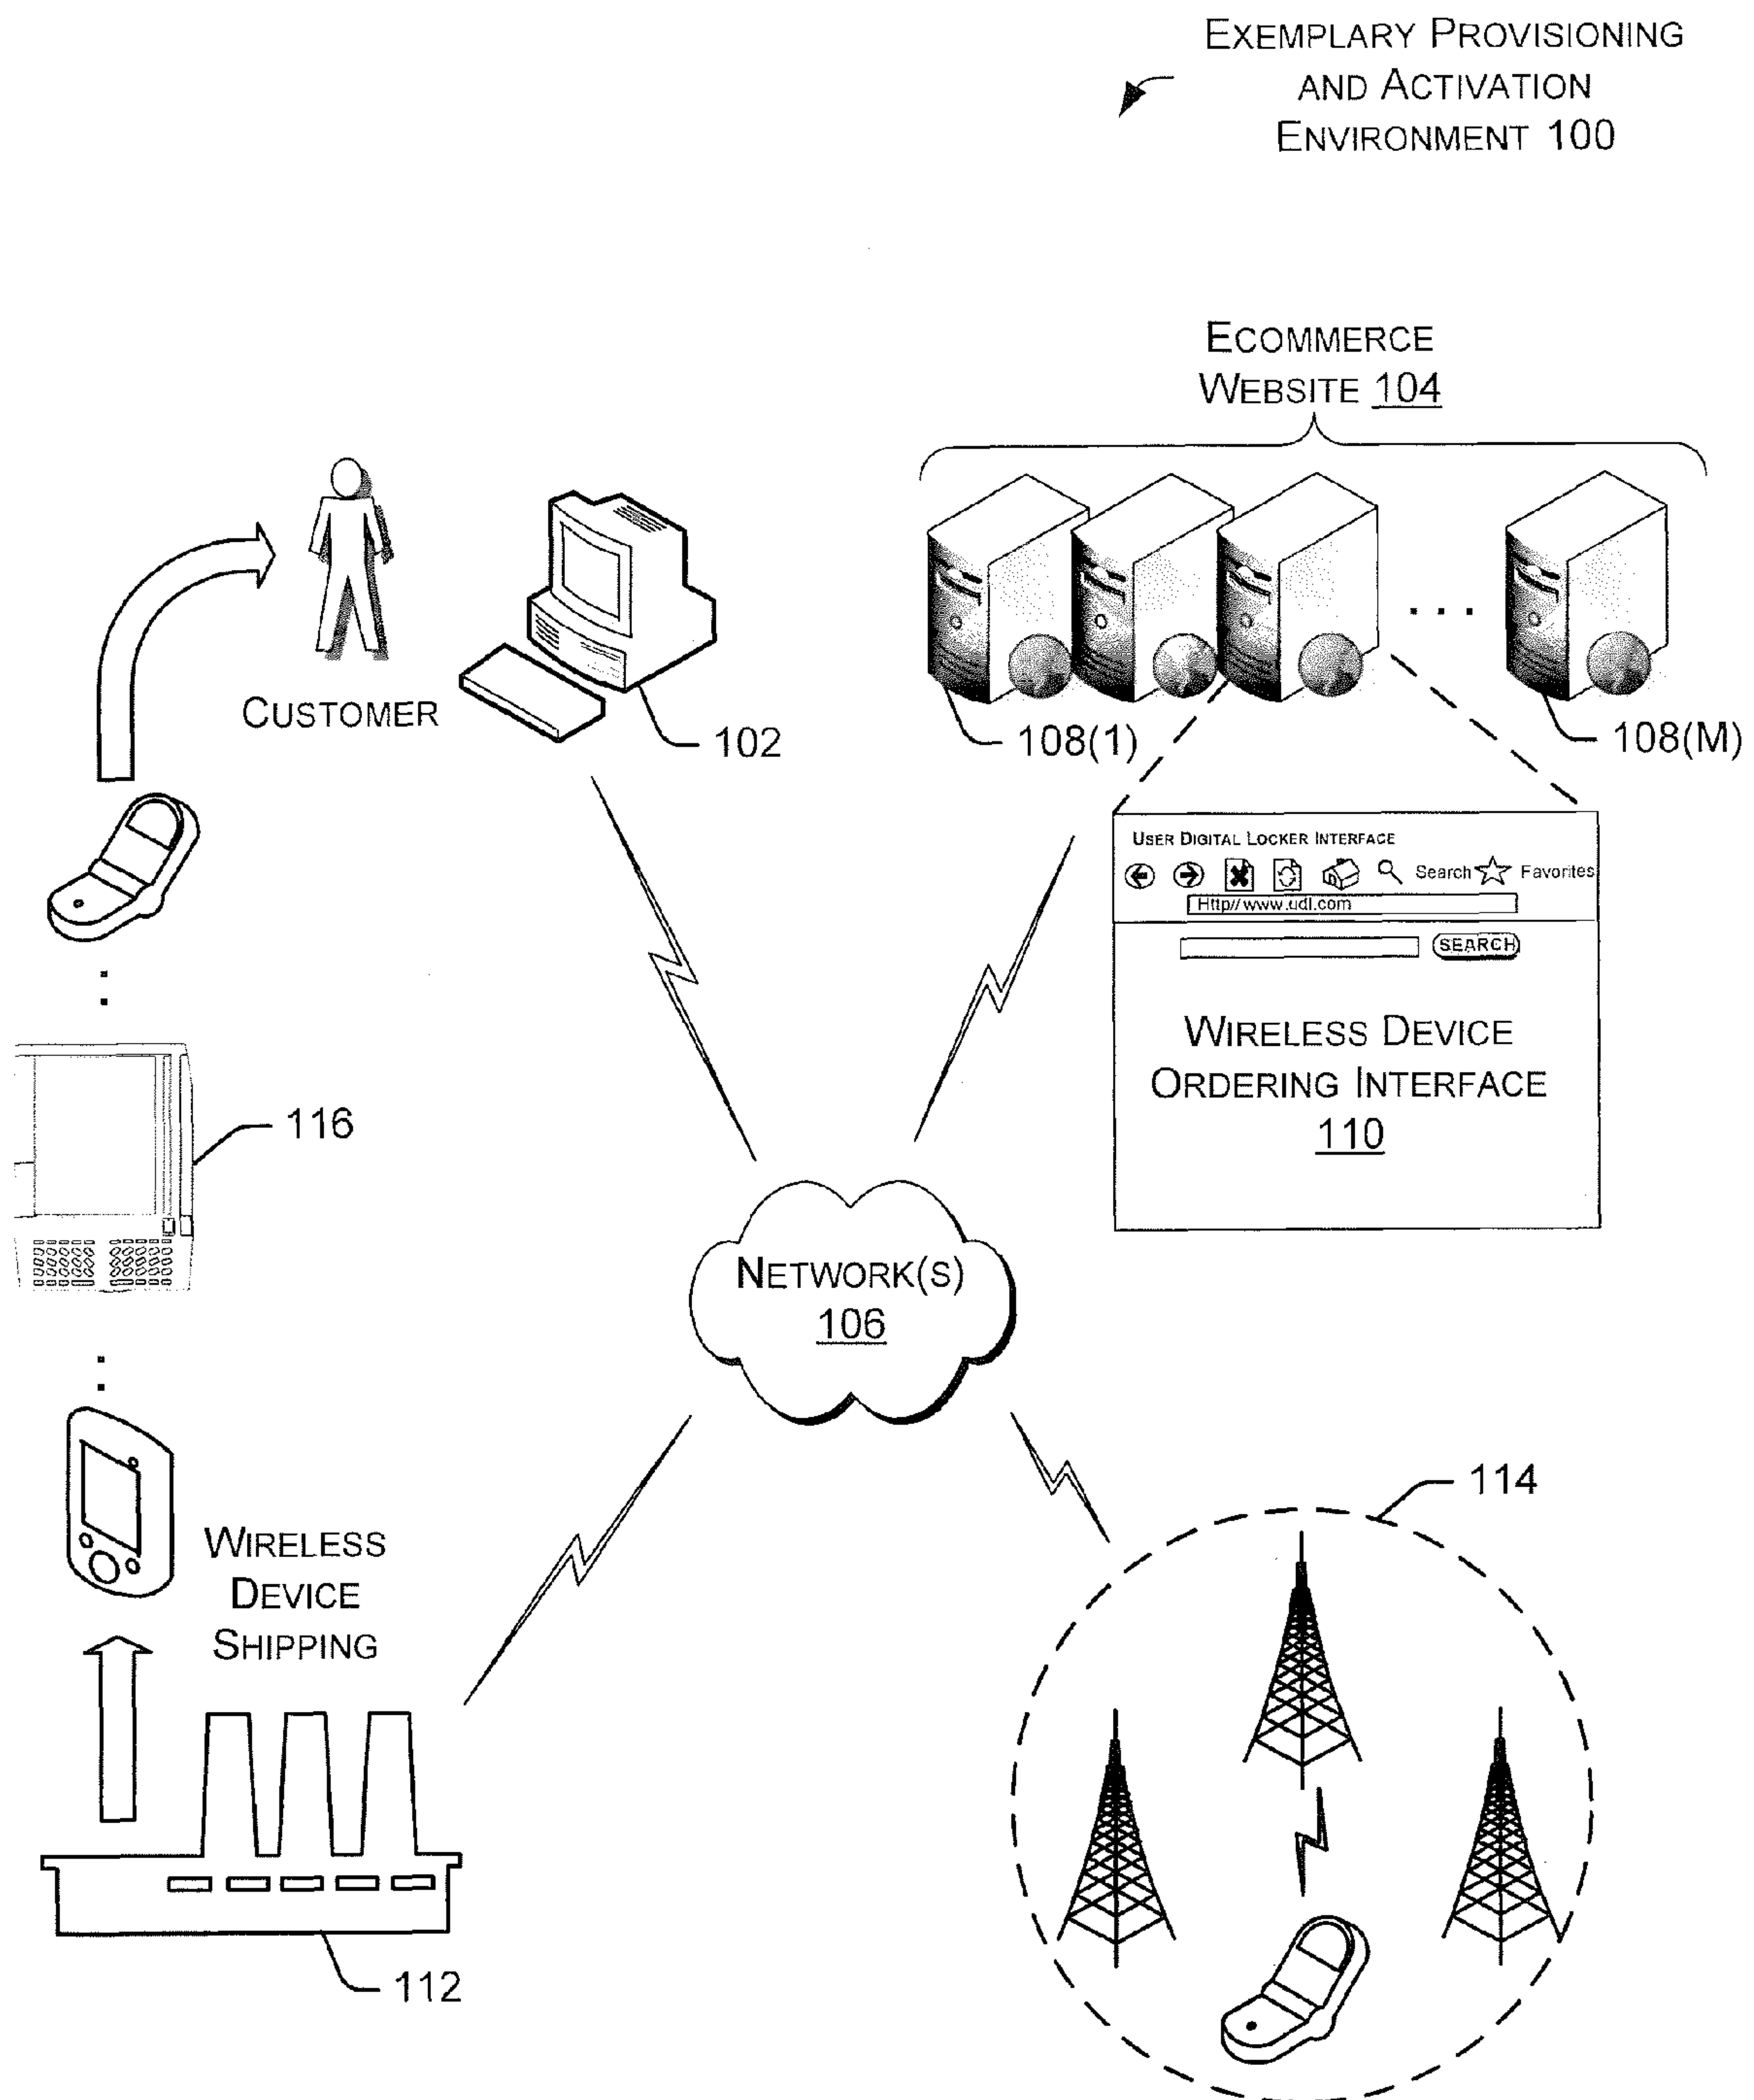 EXEMPLARY PROVISIONING
AND ACTIVATION
ENVIRONMENT 100
ECOMMERCE
WEBSITE 104
CUSTOMER
102
108(1)
108(M)
USER DIGITAL LOCKER INTERFACE
Search
Favorites
Http//www.udl.com
SEARCH
WIRELESS DEVICE
ORDERING INTERFACE
110
116
NETWORK(S)
106
WIRELESS
DEVICE
SHIPPING
114
112